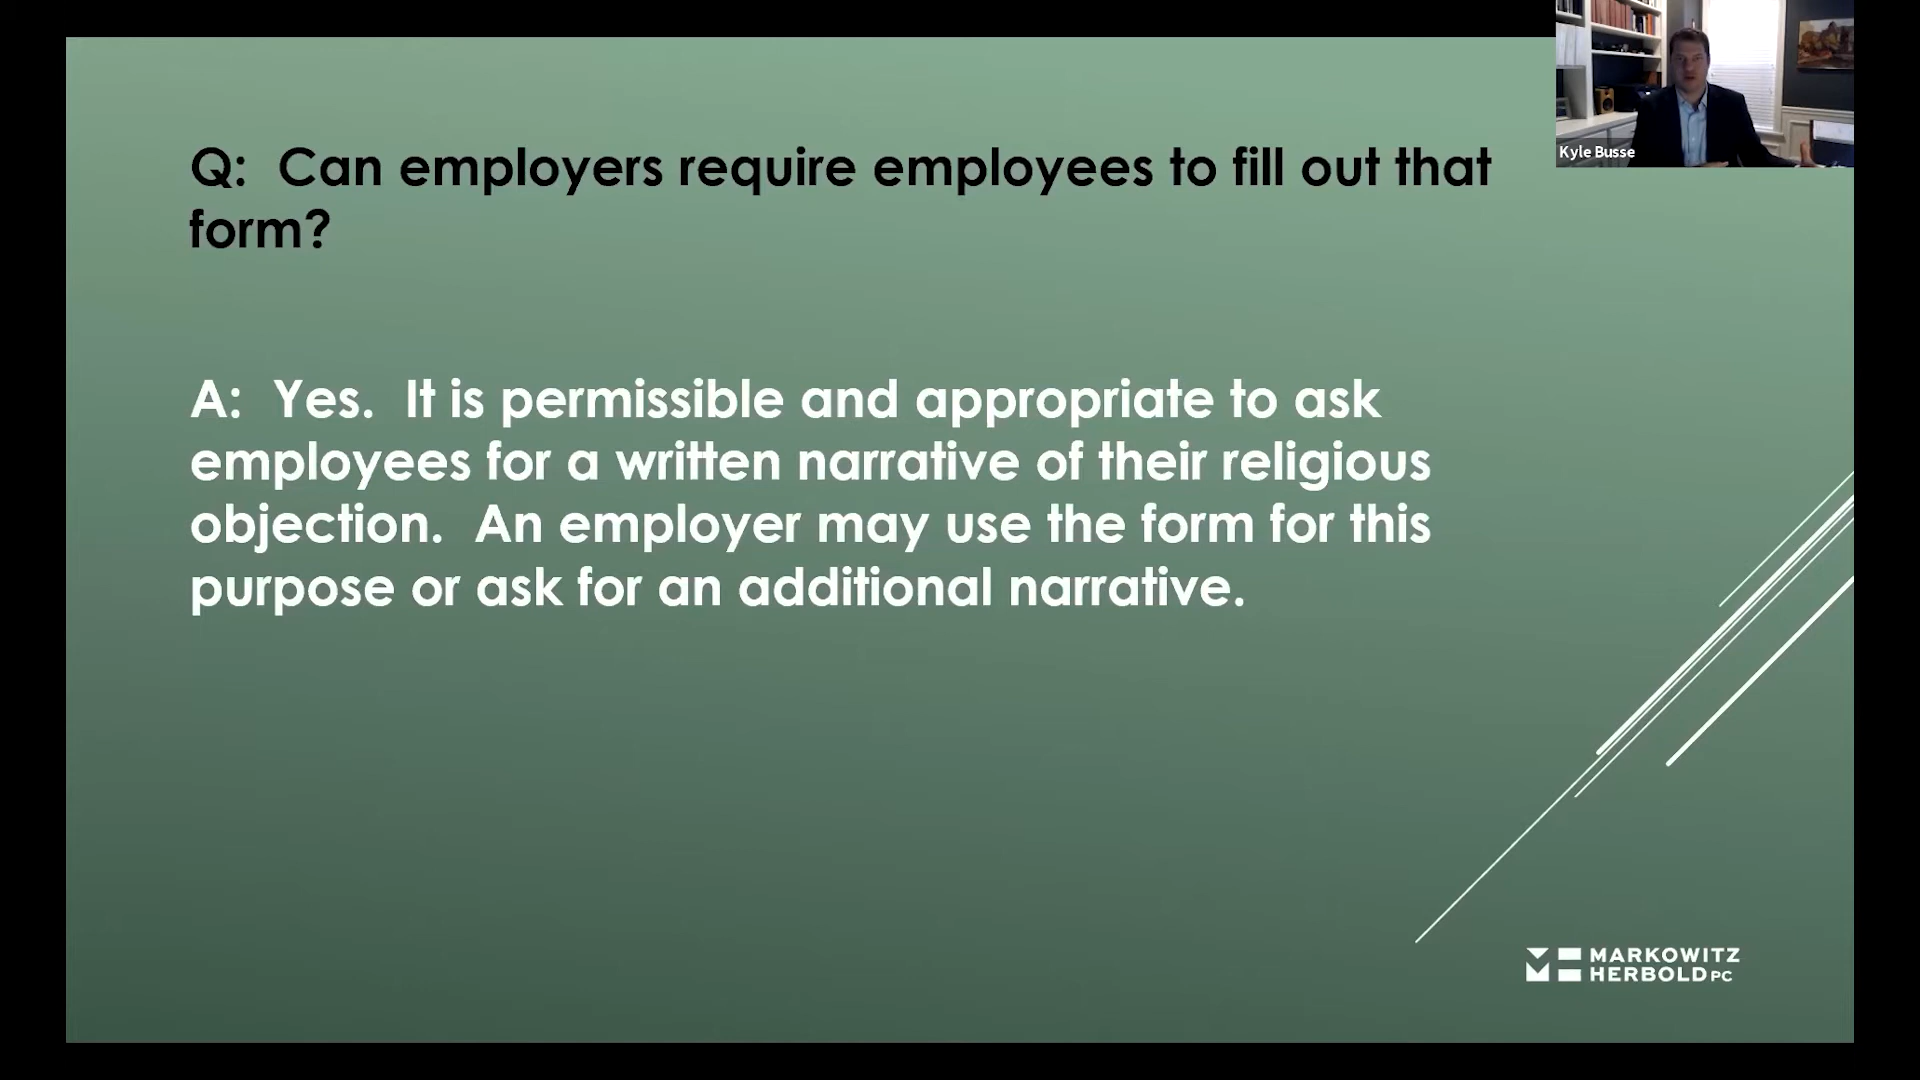 Q:  Can employers require employees to fill out that
form?
A:  Yes.  It is permissible and appropriate to ask
employees for a written narrative of their religious
objection.  An employer may use the form for this
purpose or ask for an additional narrative.
Kyle Busse
MARKOWITZ
HERBOLD PC